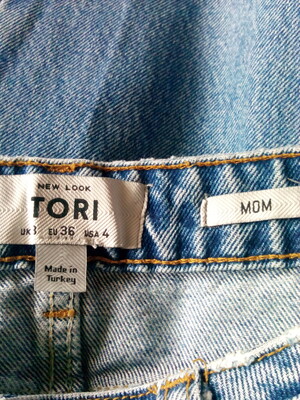 NEW LOOK
TORI
UK EU 36 USA 4
MOM
Made in
Turkey